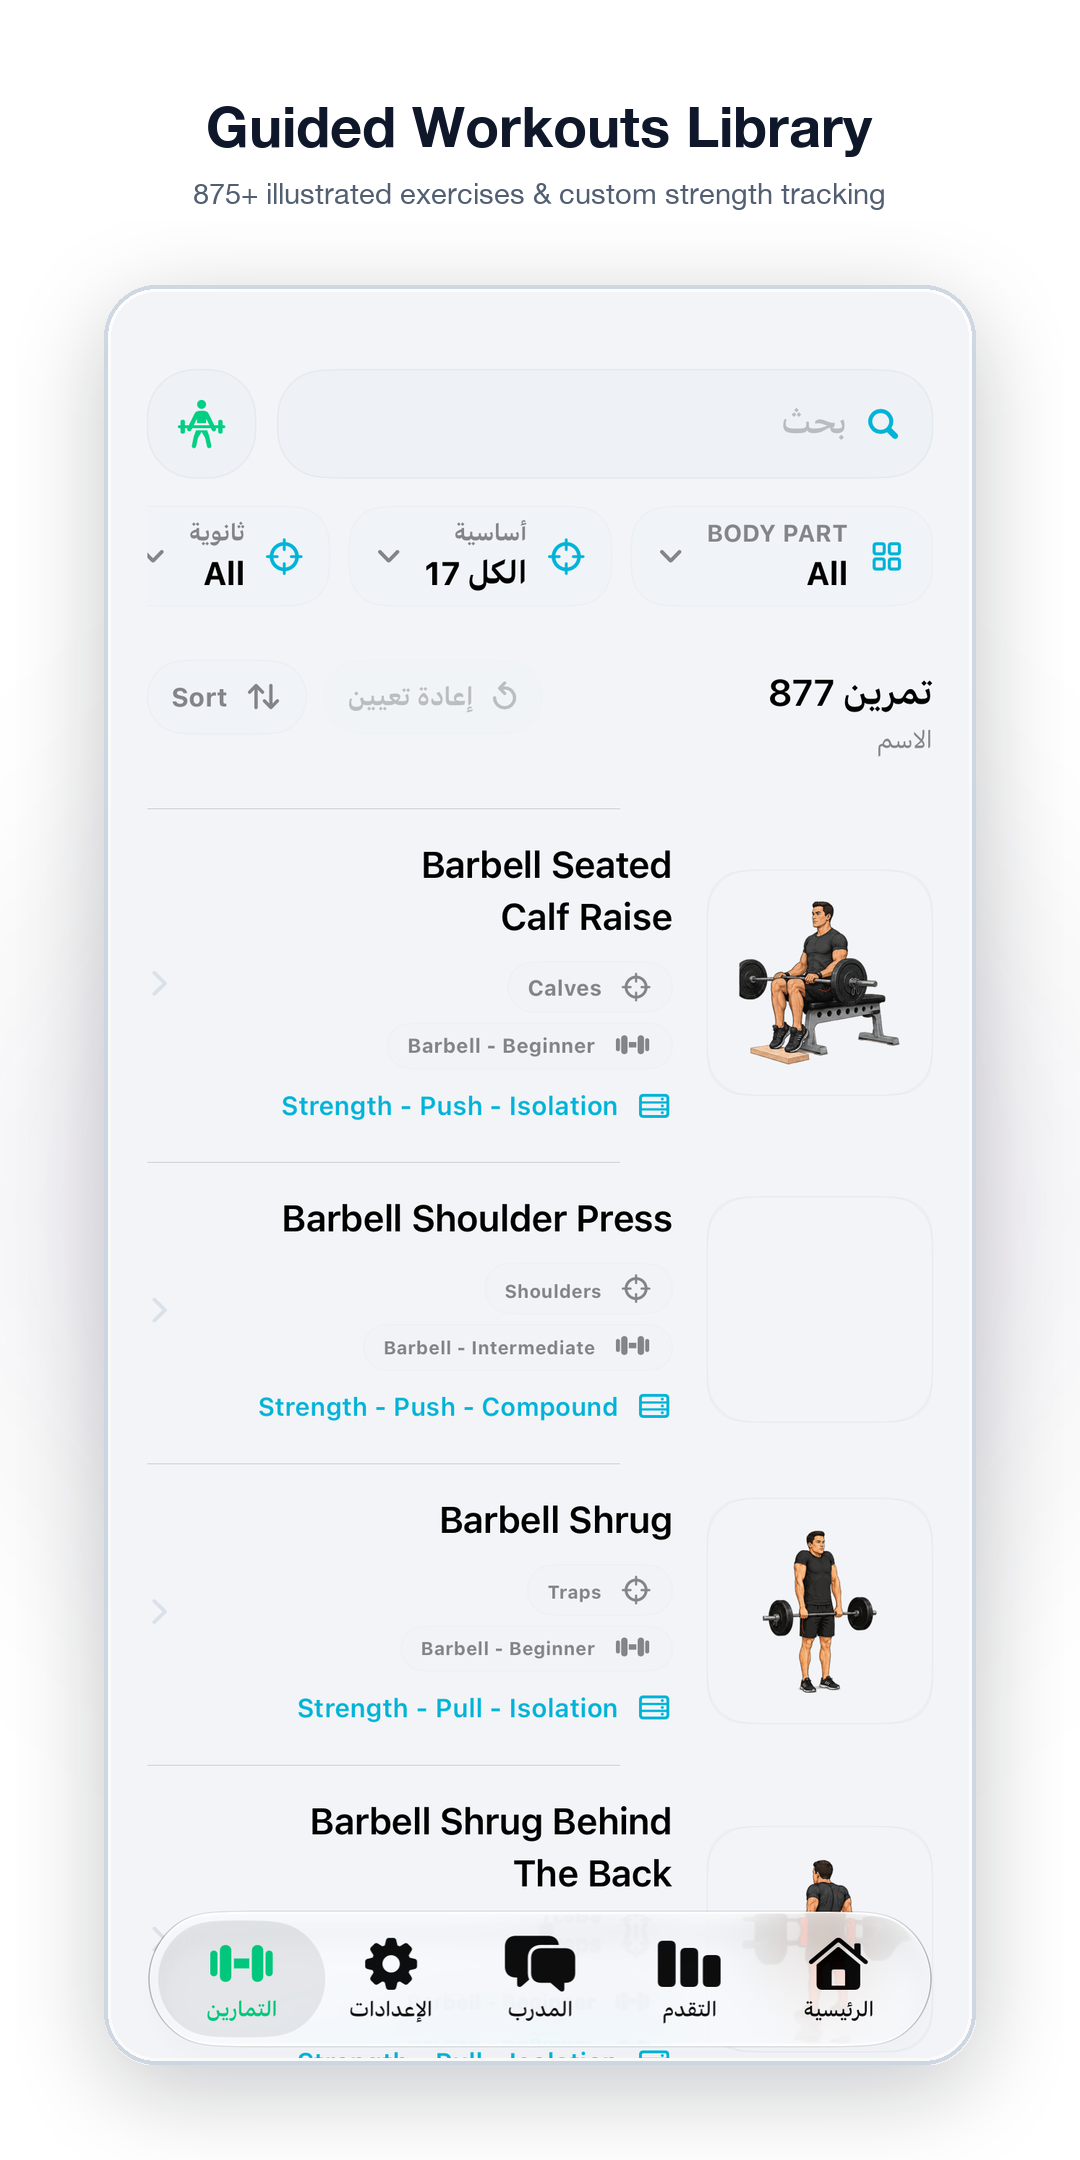 Guided Workouts Library
875+ illustrated exercises & custom strength tracking
بحث
BODY PART
All
أساسية
الكل 17
ثانوية
All
877 تمرين
الاسم
إعادة تعيين
Sort
Barbell Seated
Calf Raise
Calves
Barbell - Beginner
Strength - Push - Isolation
Barbell Shoulder Press
Shoulders
Barbell - Intermediate
Strength - Push - Compound
Barbell Shrug
Traps
Barbell - Beginner
Strength - Pull - Isolation
Barbell Shrug Behind
The Back
الرئيسية
التقدم
المدرب
الإعدادات
التمارين